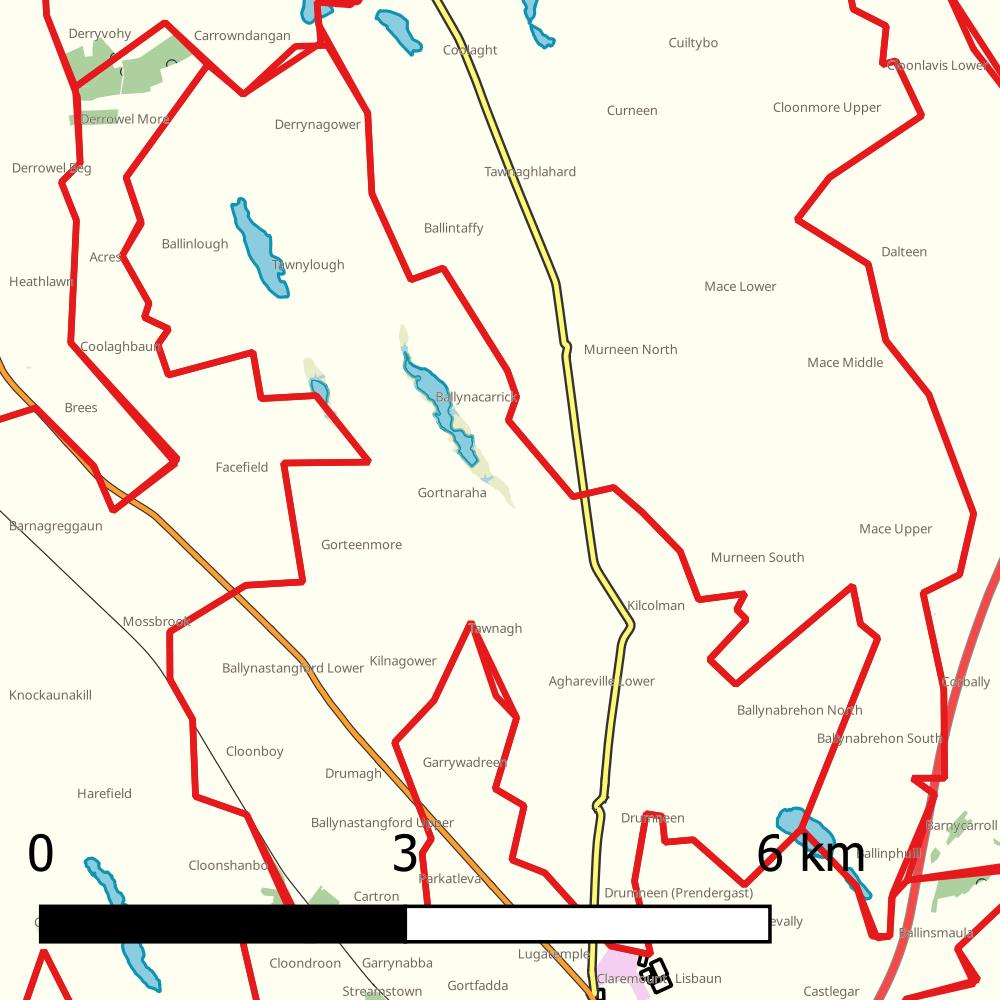 Derryvohy
Carrowndangan
Coolaght
Cuiltybo
Cloonlavis Lower
Cloonmore Upper
Curneen
Derrowel More
Derrynagower
Derrowel Beg
Tawnaghlahard
Ballintaffy
Ballinlough
Dalteen
Acres
Tawnylough
Heathlawn
Mace Lower
Coolaghbaun
Murneen North
Mace Middle
Ballynacarrick
Brees
Facefield
Gortnaraha
Barnagreggaun
Mace Upper
Gorteenmore
Murneen South
Kilcolman
Mossbrook
Tawnagh
Kilnagower
Ballynastangford Lower
Aghareville Lower
Corbally
Knockaunakill
Ballynabrehon North
Ballynabrehon South
Cloonboy
Garrywadreen
Drumagh
Harefield
Drumneen
Ballynastangford Upper
Barnycarroll
0
3
6 km
Ballinphuill
Cloonshanbo
Parkatleva
Cartron
Drumneen (Prendergast)
evally
Ballinsmaula
Lugatemple
Cloondroon
Garrynabba
Claremount
Lisbaun
Gortfadda
Streamstown
Castlegar